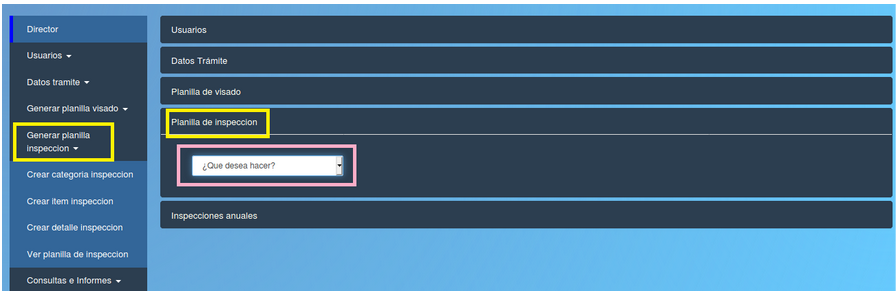 Director
Usuarios
Datos tramite
Generar planilla visado
Generar planilla
inspeccion
Crear categoria inspeccion
Crear item inspeccion
Crear detalle inspeccion
Ver planilla de inspeccion
Consultas e Informes
Usuarios
Datos Trámite
Planilla de visado
Planilla de inspeccion
¿Que desea hacer?
Inspecciones anuales